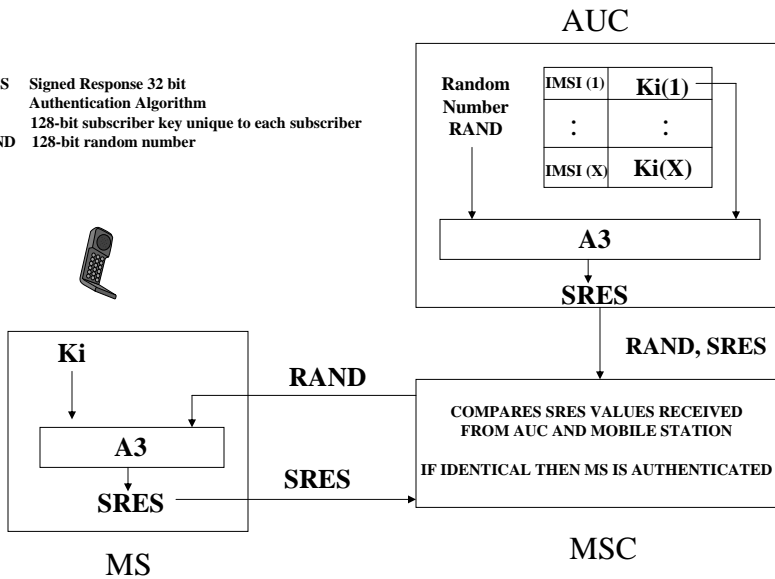 AUC
S Signed Response 32 bit
Authentication Algorithm
128-bit subscriber key unique to each subscriber
ND 128-bit random number
Random
Number
RAND
IMSI (1) Ki(1)
: :
IMSI (X) Ki(X)
A3
SRES
RAND, SRES
Ki
A3
SRES
MS
RAND
SRES
COMPARES SRES VALUES RECEIVED
FROM AUC AND MOBILE STATION
IF IDENTICAL THEN MS IS AUTHENTICATED
MSC